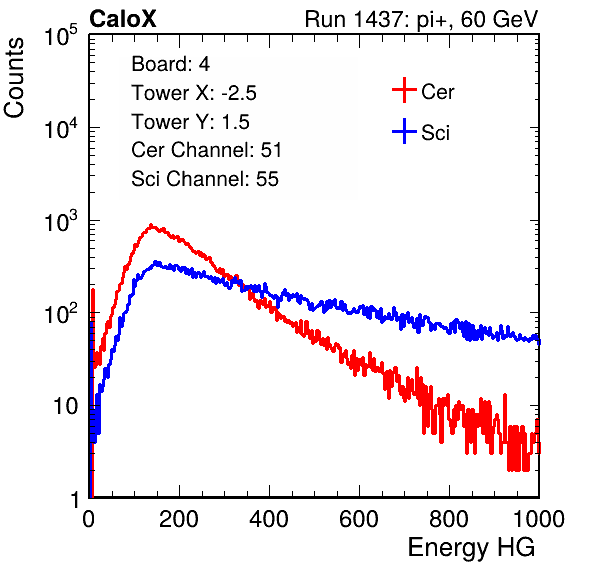 CaloX Run 1437: pi+, 60 GeV
Counts
10^5
10^4
10^3
10^2
10
1
Board: 4
Tower X: -2.5
Tower Y: 1.5
Cer Channel: 51
Sci Channel: 55
Cer
Sci
0 200 400 600 800 1000
Energy HG